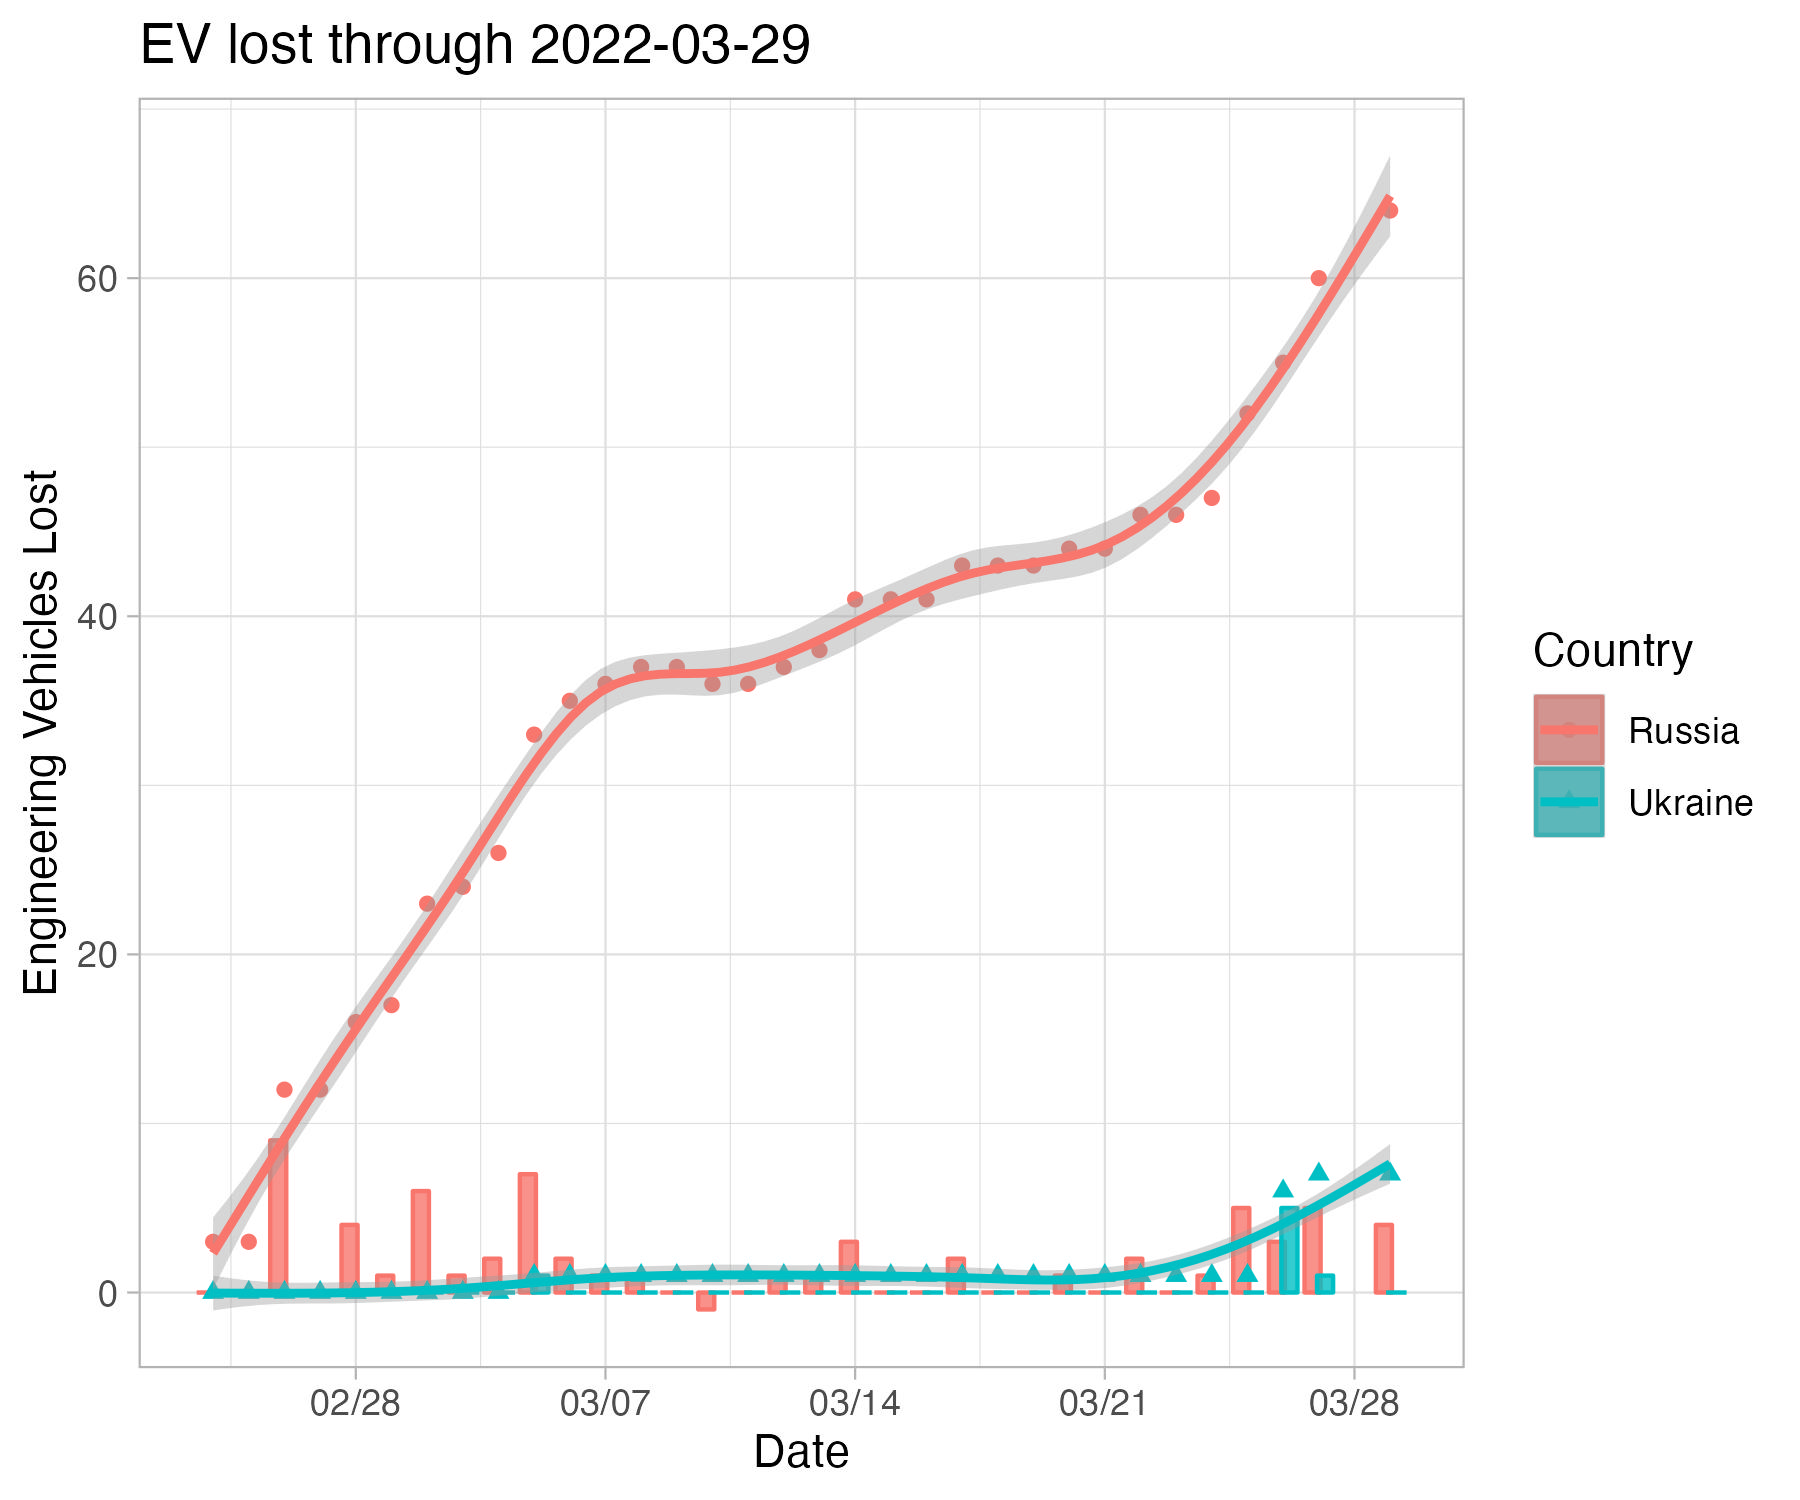 EV lost through 2022-03-29
Engineering Vehicles Lost
60
40
20
0
02/28 03/07 03/14 03/21 03/28
Date
Country
Russia
Ukraine